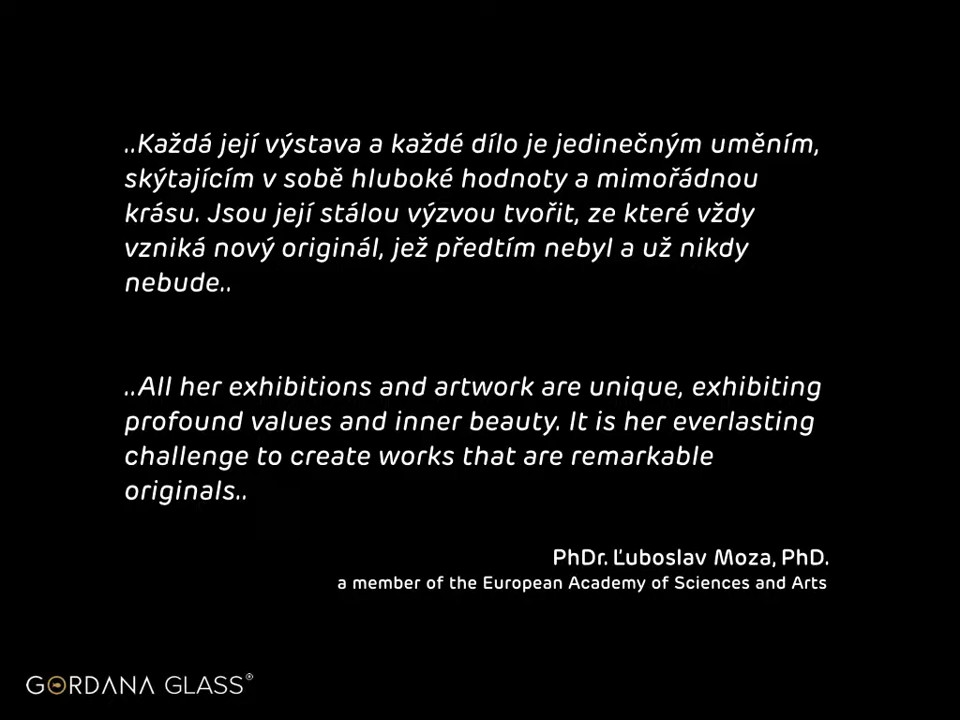 ..Každá její výstava a každé dílo je jedinečným uměním,
skýtajícím v sobě hluboké hodnoty a mimořádnou
krásu. Jsou její stálou výzvou tvořit, ze které vždy
vzniká nový originál, jež předtím nebyl a už nikdy
nebude..
..All her exhibitions and artwork are unique, exhibiting
profound values and inner beauty. It is her everlasting
challenge to create works that are remarkable
originals..
PhDr. Ľuboslav Moza, PhD.
a member of the European Academy of Sciences and Arts
GORDANA GLASS®